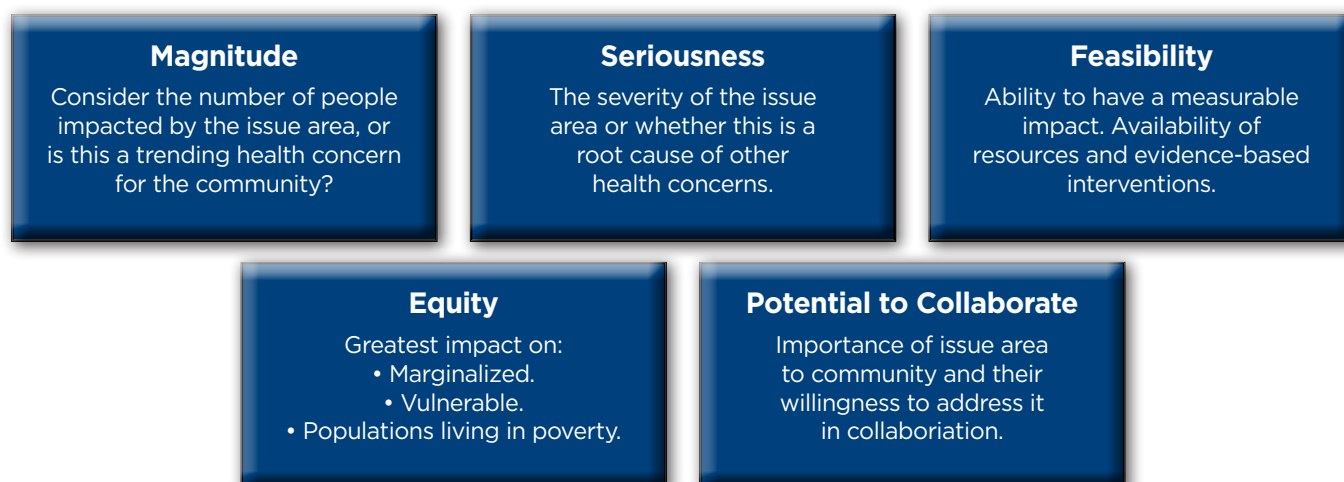 Magnitude
Consider the number of people
impacted by the issue area, or
is this a trending health concern
for the community?
Seriousness
The severity of the issue
area or whether this is a
root cause of other
health concerns.
Feasibility
Ability to have a measurable
impact. Availability of
resources and evidence-based
interventions.
Equity
Greatest impact on:
• Marginalized.
• Vulnerable.
• Populations living in poverty.
Potential to Collaborate
Importance of issue area
to community and their
willingness to address it
in collaboriation.